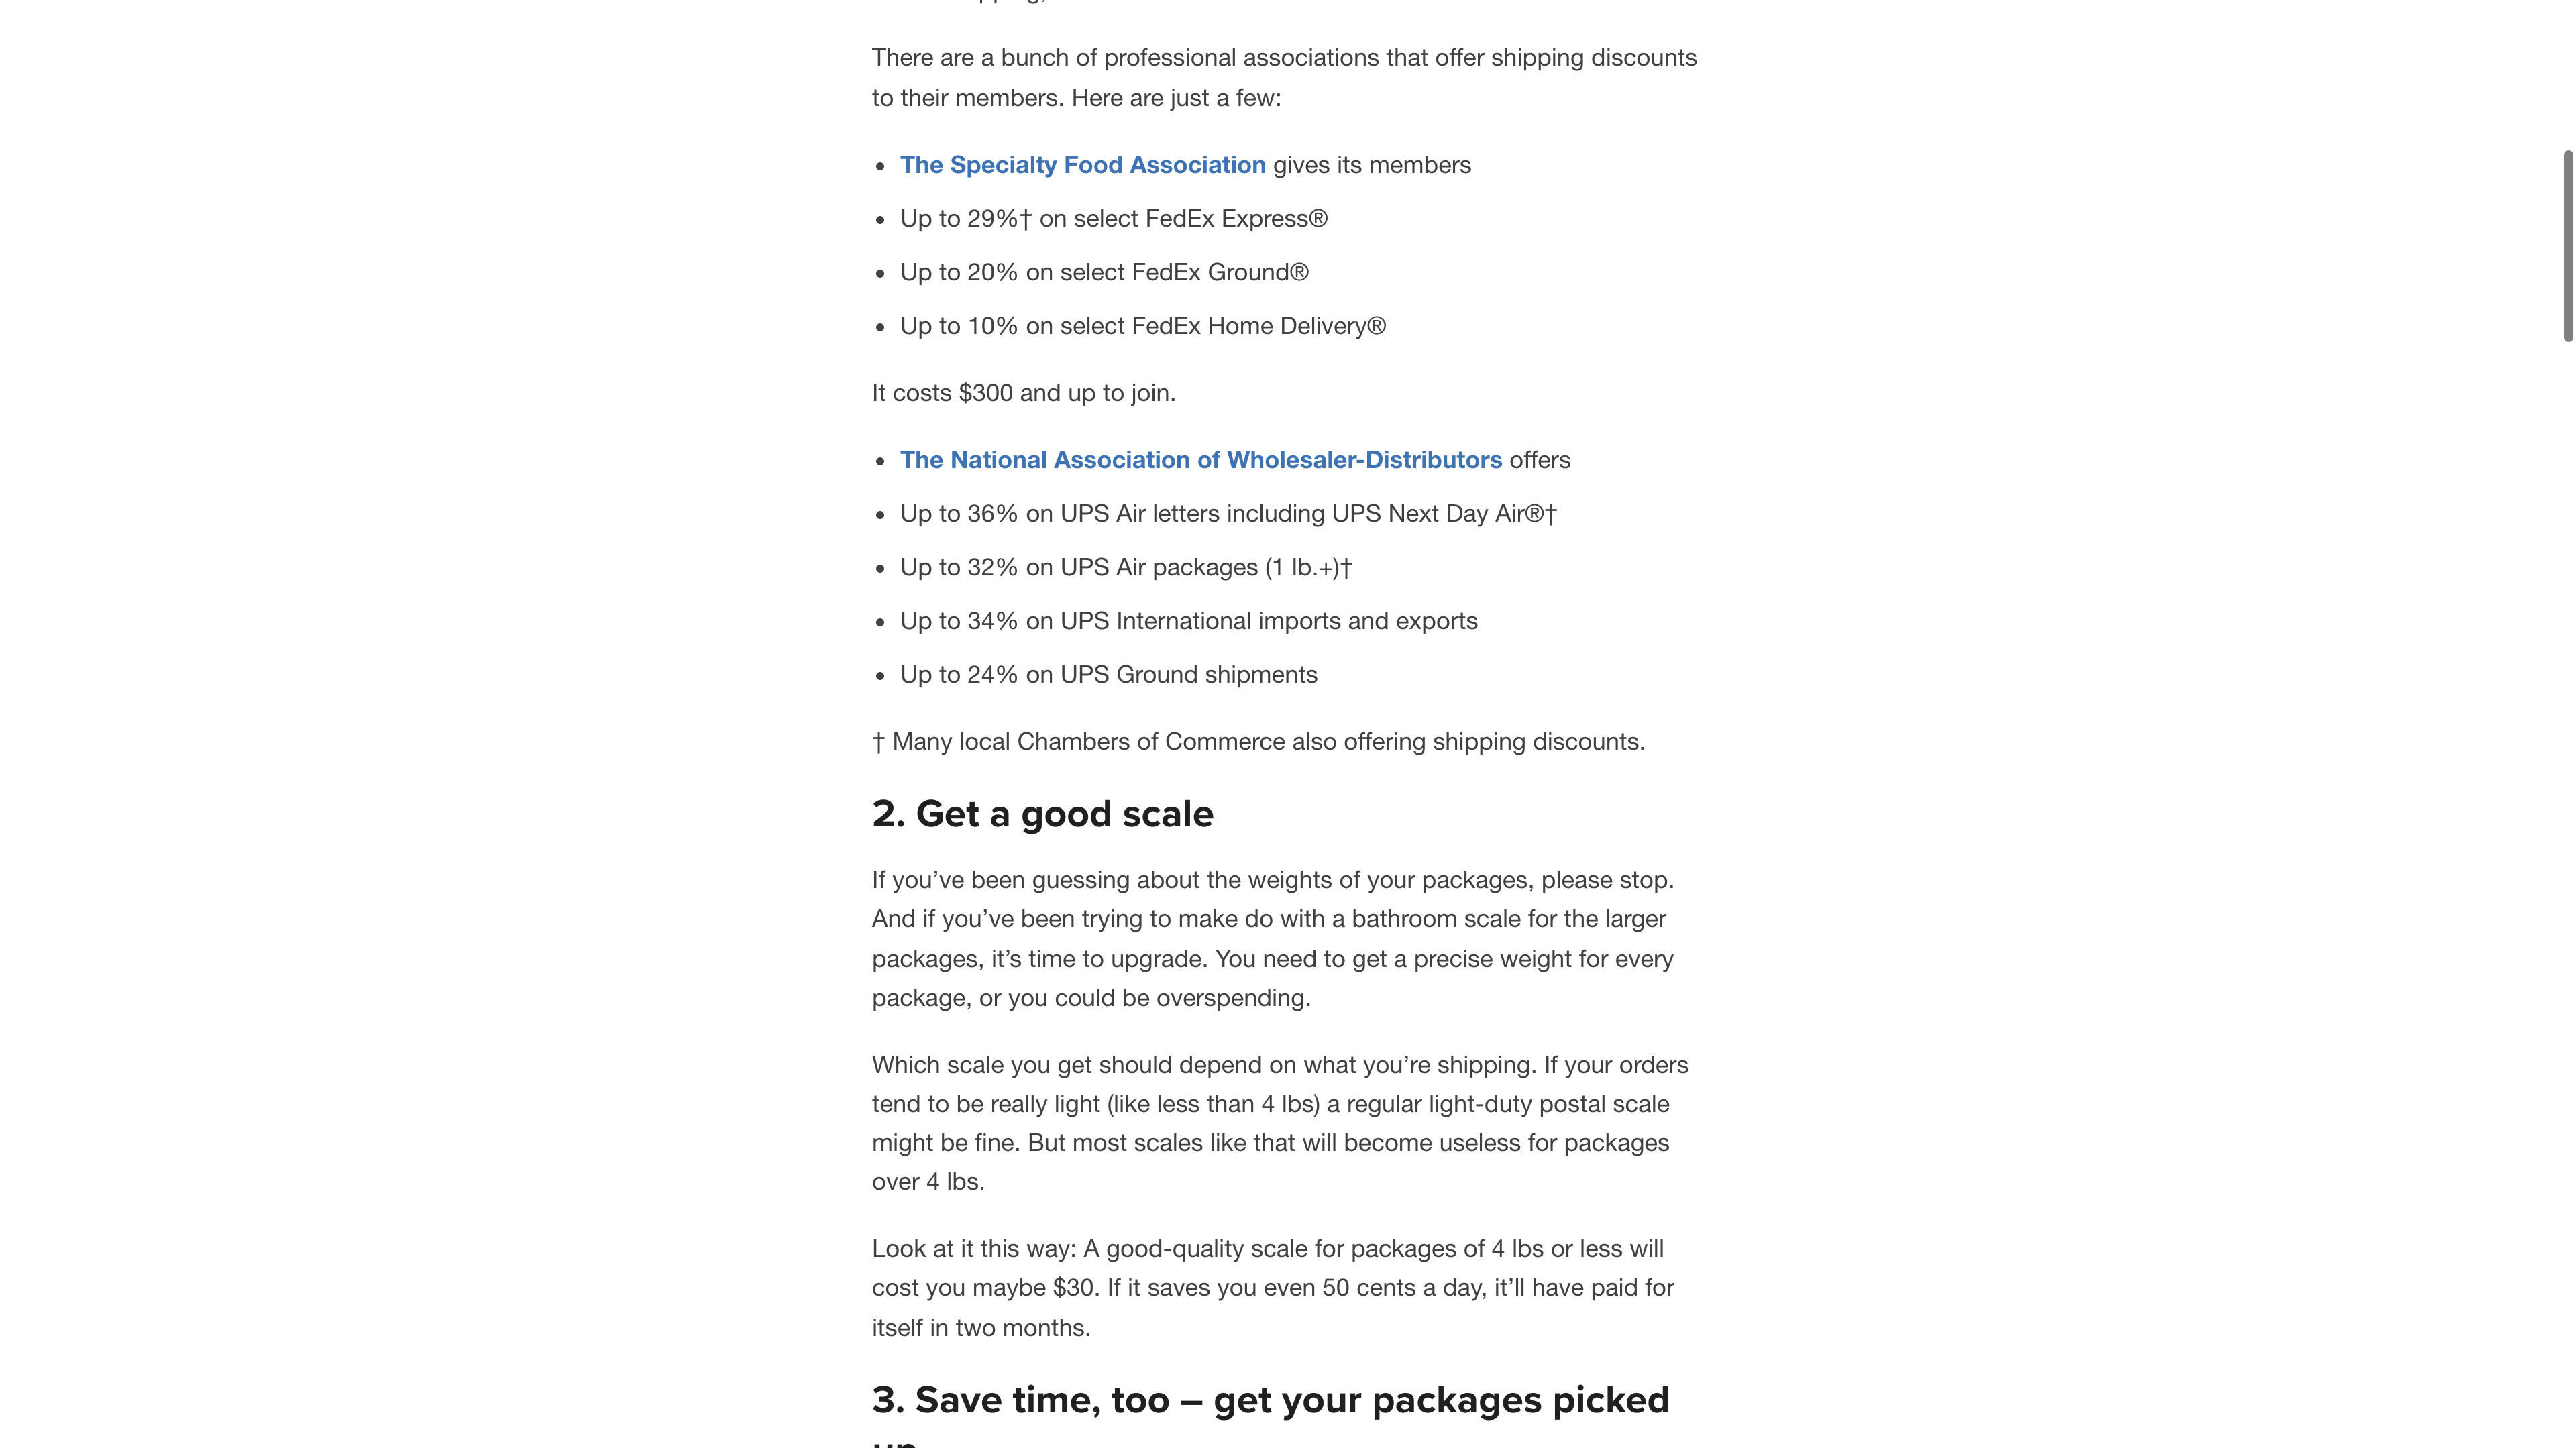 There are a bunch of professional associations that offer shipping discounts
to their members. Here are just a few:
• The Specialty Food Association gives its members
• Up to 29%† on select FedEx Express®
• Up to 20% on select FedEx Ground®
• Up to 10% on select FedEx Home Delivery®
It costs $300 and up to join.
• The National Association of Wholesaler-Distributors offers
• Up to 36% on UPS Air letters including UPS Next Day Air®†
• Up to 32% on UPS Air packages (1 lb.+)†
• Up to 34% on UPS International imports and exports
• Up to 24% on UPS Ground shipments
† Many local Chambers of Commerce also offering shipping discounts.
2. Get a good scale
If you’ve been guessing about the weights of your packages, please stop.
And if you’ve been trying to make do with a bathroom scale for the larger
packages, it’s time to upgrade. You need to get a precise weight for every
package, or you could be overspending.
Which scale you get should depend on what you’re shipping. If your orders
tend to be really light (like less than 4 lbs) a regular light-duty postal scale
might be fine. But most scales like that will become useless for packages
over 4 lbs.
Look at it this way: A good-quality scale for packages of 4 lbs or less will
cost you maybe $30. If it saves you even 50 cents a day, it’ll have paid for
itself in two months.
3. Save time, too – get your packages picked